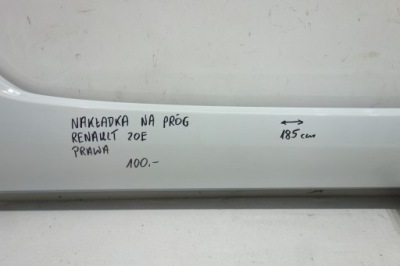 NAKŁADKA NA PRÓG
RENAULT ZOE
PRAWA
100.-
185 cm